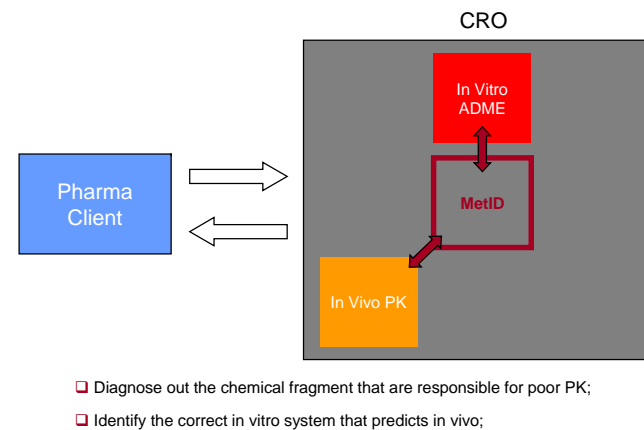 CRO
In Vitro
ADME
Pharma
Client
MetID
In Vivo PK
Diagnose out the chemical fragment that are responsible for poor PK;
Identify the correct in vitro system that predicts in vivo;